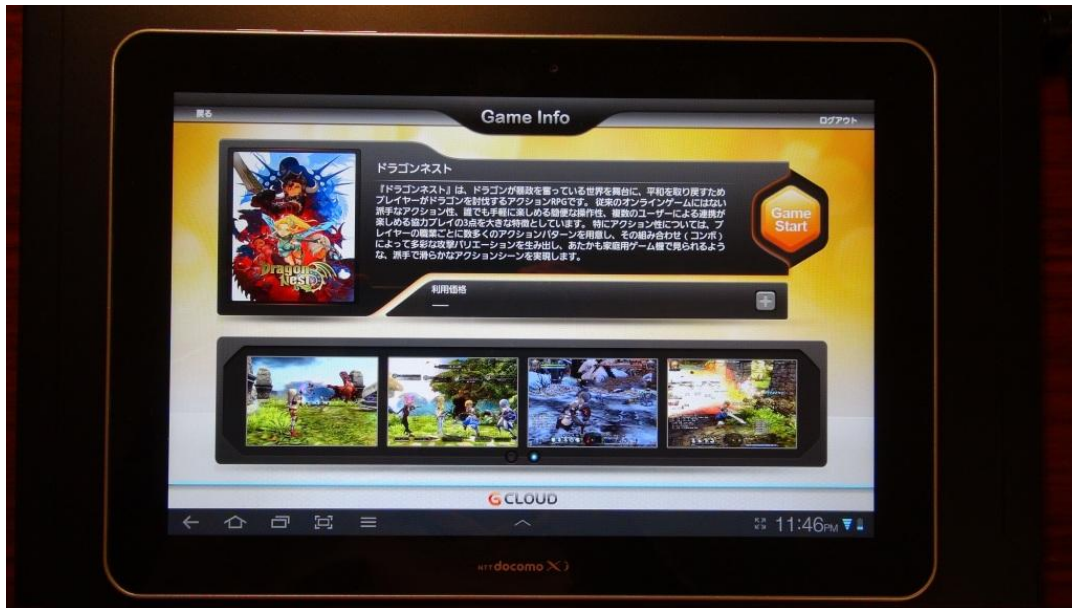 戻る
Game Info
ログアウト
ドラゴンネスト
『ドラゴンネスト』は、ドラゴンが暴政を奮っている世界を舞台に、平和を取り戻すため
プレイヤーがドラゴンを討伐するアクションRPGです。 従来のオンラインゲームにはない
派手なアクション性、誰でも手軽に楽しめる簡便な操作性、複数のユーザーによる連携が
楽しめる協力プレイの3点を大きな特徴としています。 特にアクション性については、プ
レイヤーの職業ごとに数多くのアクションパターンを用意し、その組み合わせ（コンボ）
によって多彩な攻撃バリエーションを生み出し、あたかも家庭用ゲーム機で見られるよう
な、派手で滑らかなアクションシーンを実現します。
Game
Start
Dragon
Nest
利用価格
G CLOUD
11:46PM
NTT docomo Xi